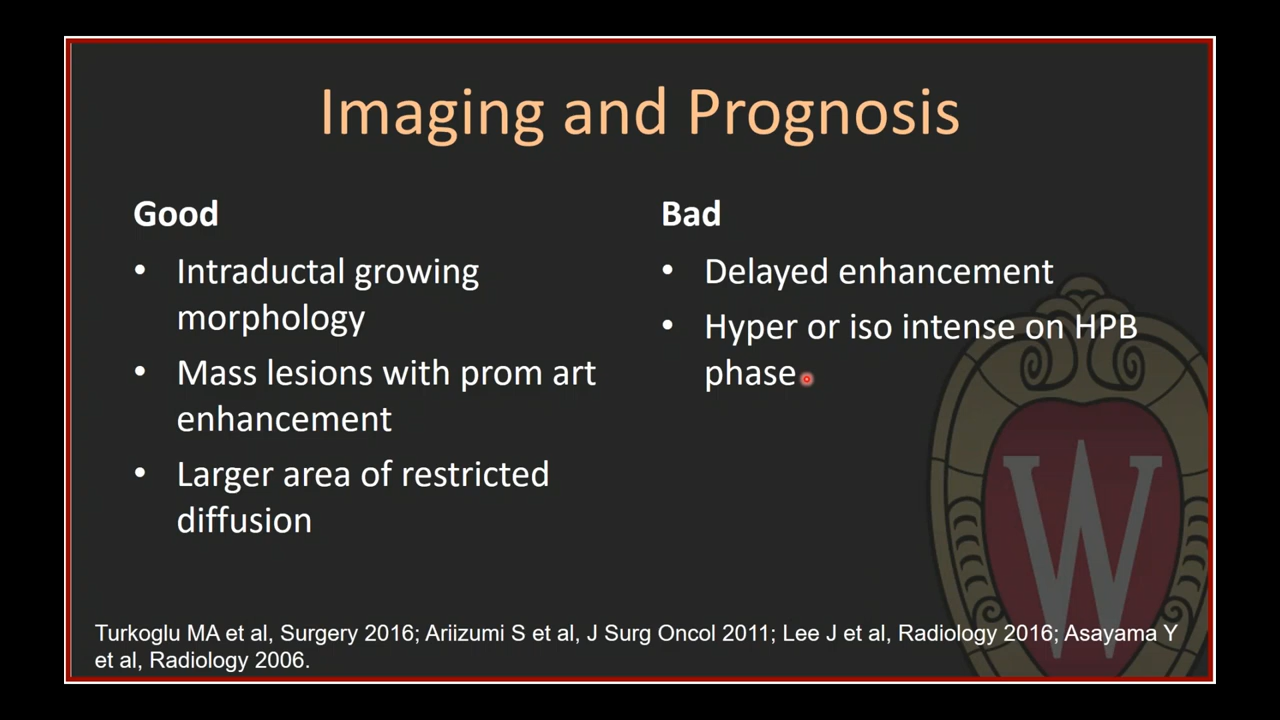 Imaging and Prognosis
Good
• Intraductal growing
morphology
• Mass lesions with prom art
enhancement
• Larger area of restricted
diffusion
Bad
• Delayed enhancement
• Hyper or iso intense on HPB
phase
Turkoglu MA et al, Surgery 2016; Ariizumi S et al, J Surg Oncol 2011; Lee J et al, Radiology 2016; Asayama Y
et al, Radiology 2006.
W